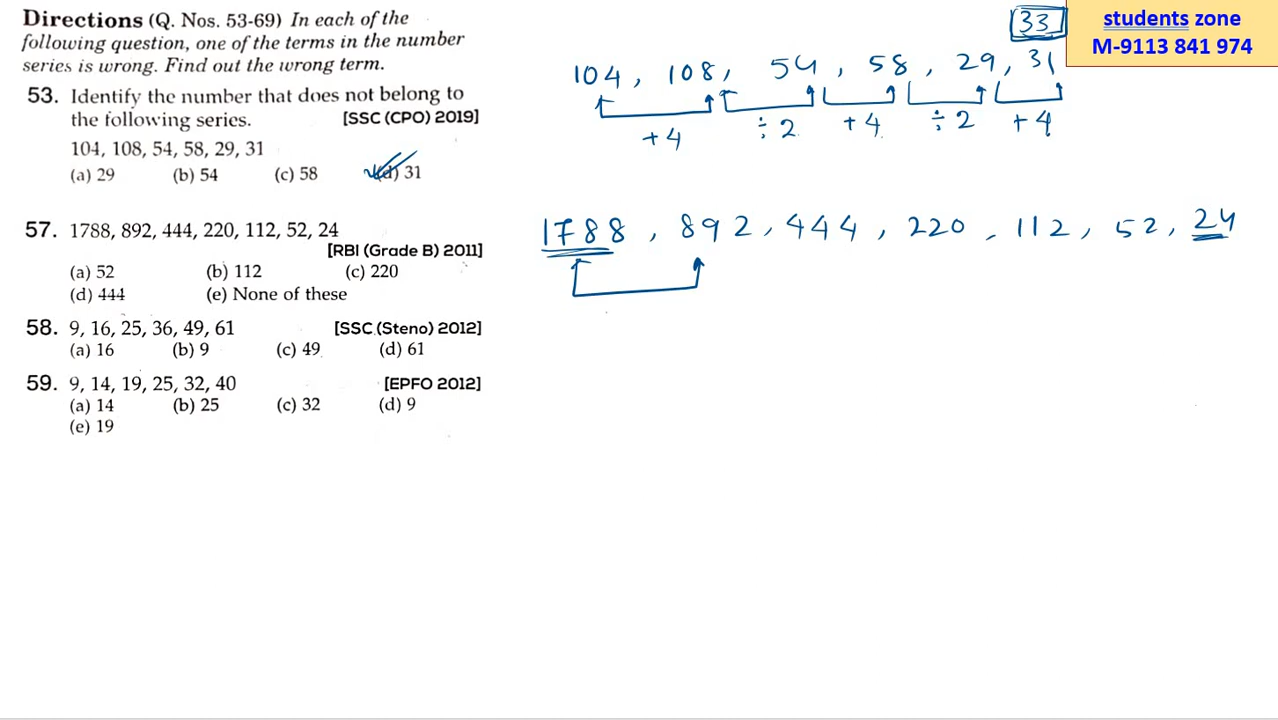 Directions (Q. Nos. 53-69) In each of the
following question, one of the terms in the number
series is wrong. Find out the wrong term.
53. Identify the number that does not belong to
the following series. [SSC (CPO) 2019]
104, 108, 54, 58, 29, 31
(a) 29 (b) 54 (c) 58 (d) 31
57. 1788, 892, 444, 220, 112, 52, 24
[RBI (Grade B) 2011]
(a) 52 (b) 112 (c) 220
(d) 444 (e) None of these
58. 9, 16, 25, 36, 49, 61 [SSC (Steno) 2012]
(a) 16 (b) 9 (c) 49 (d) 61
59. 9, 14, 19, 25, 32, 40 [EPFO 2012]
(a) 14 (b) 25 (c) 32 (d) 9
(e) 19
33
104, 108, 54, 58, 29, 31
+4 ÷2 +4 ÷2 +4
1788, 892, 444, 220, 112, 52, 24
students zone
M-9113 841 974